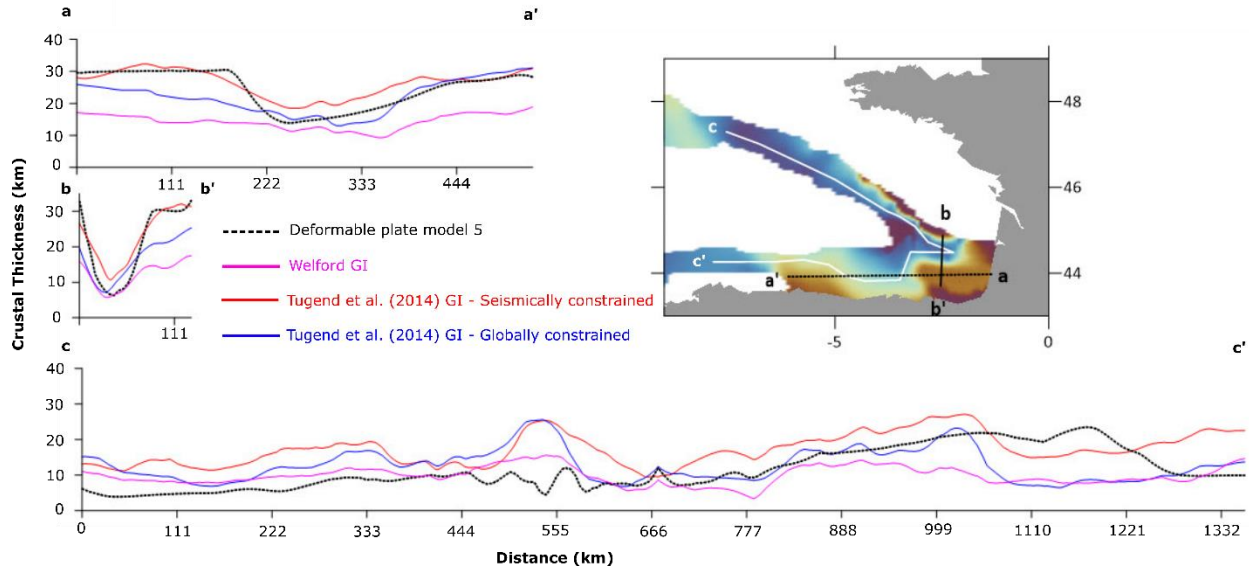 a a'
40
30
20
10
0
111 222 333 444
b b'
30
20
10
0
111
Crustal Thickness (km)
Deformable plate model 5
Welford GI
Tugend et al. (2014) GI - Seismically constrained
Tugend et al. (2014) GI - Globally constrained
c
b
c'
a'
a
b'
48
46
44
-5 0
c c'
40
30
20
10
0
0 111 222 333 444 555 666 777 888 999 1110 1221 1332
Distance (km)